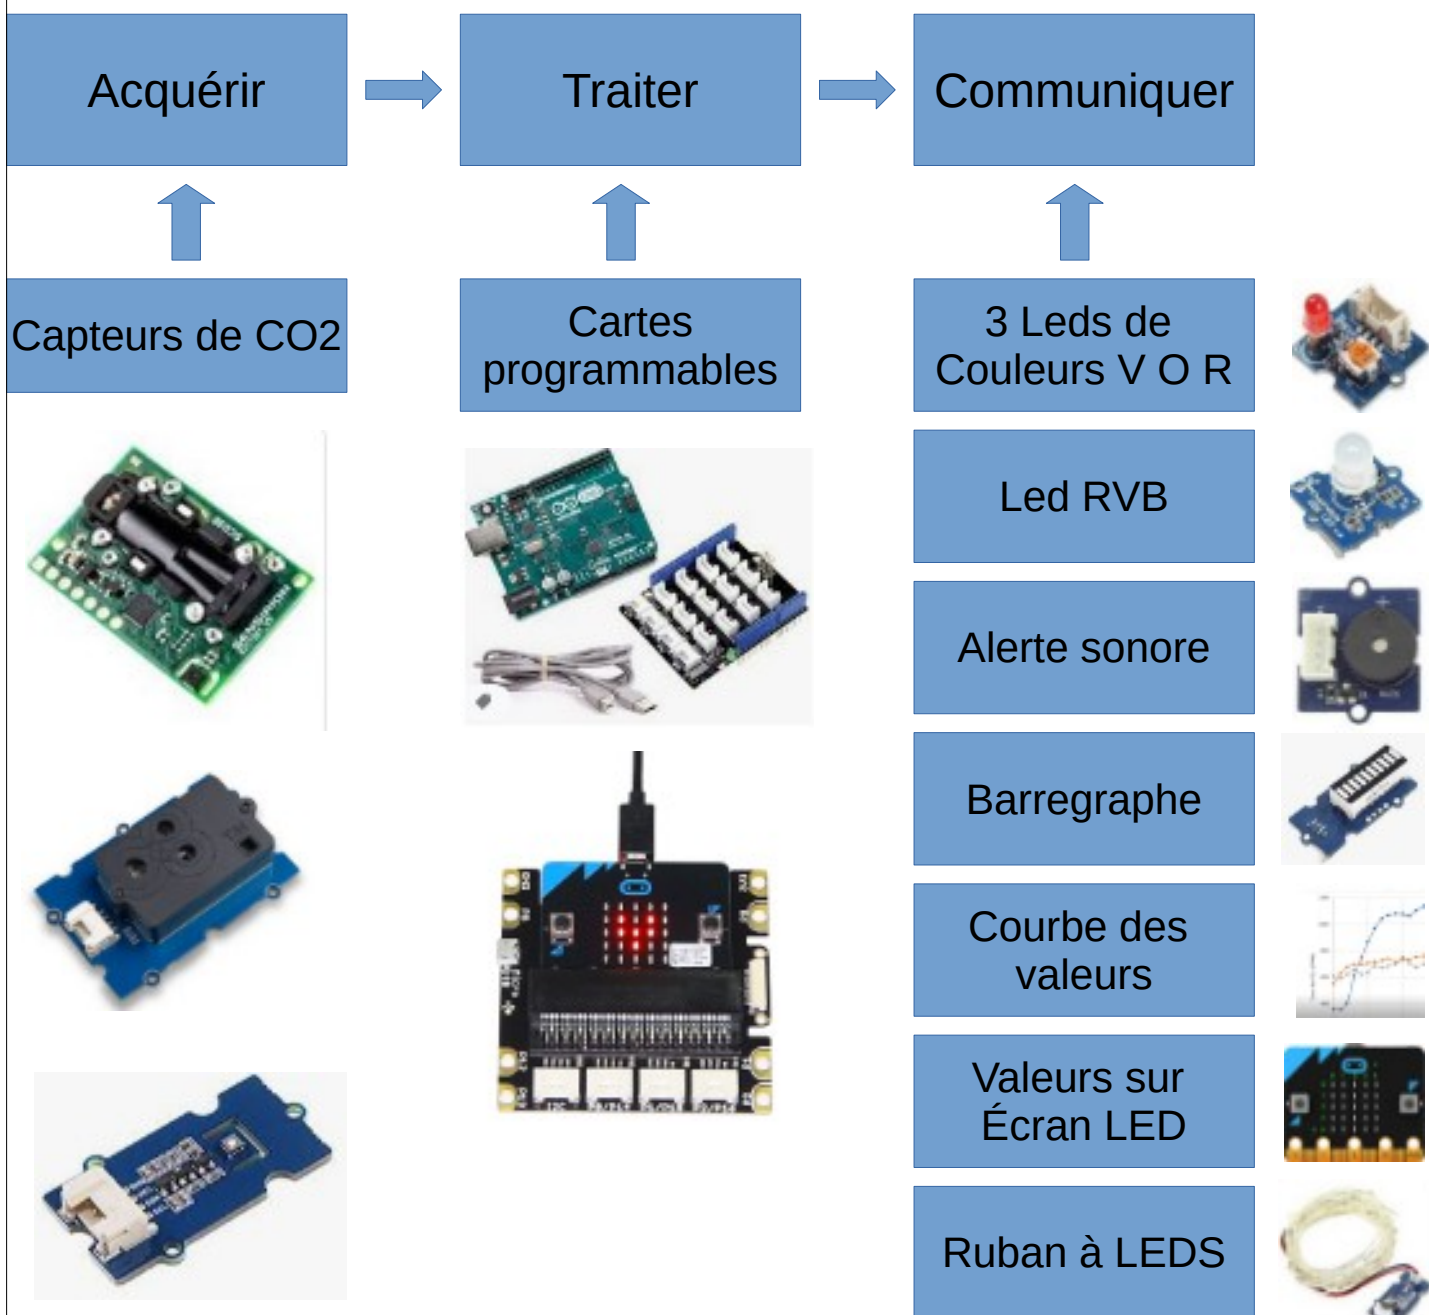 Acquérir
Traiter
Communiquer
Capteurs de CO2
Cartes
programmables
3 Leds de
Couleurs V O R
Led RVB
Alerte sonore
Barregraphe
Courbe des
valeurs
Valeurs sur
Écran LED
Ruban à LEDS
SENSIRION